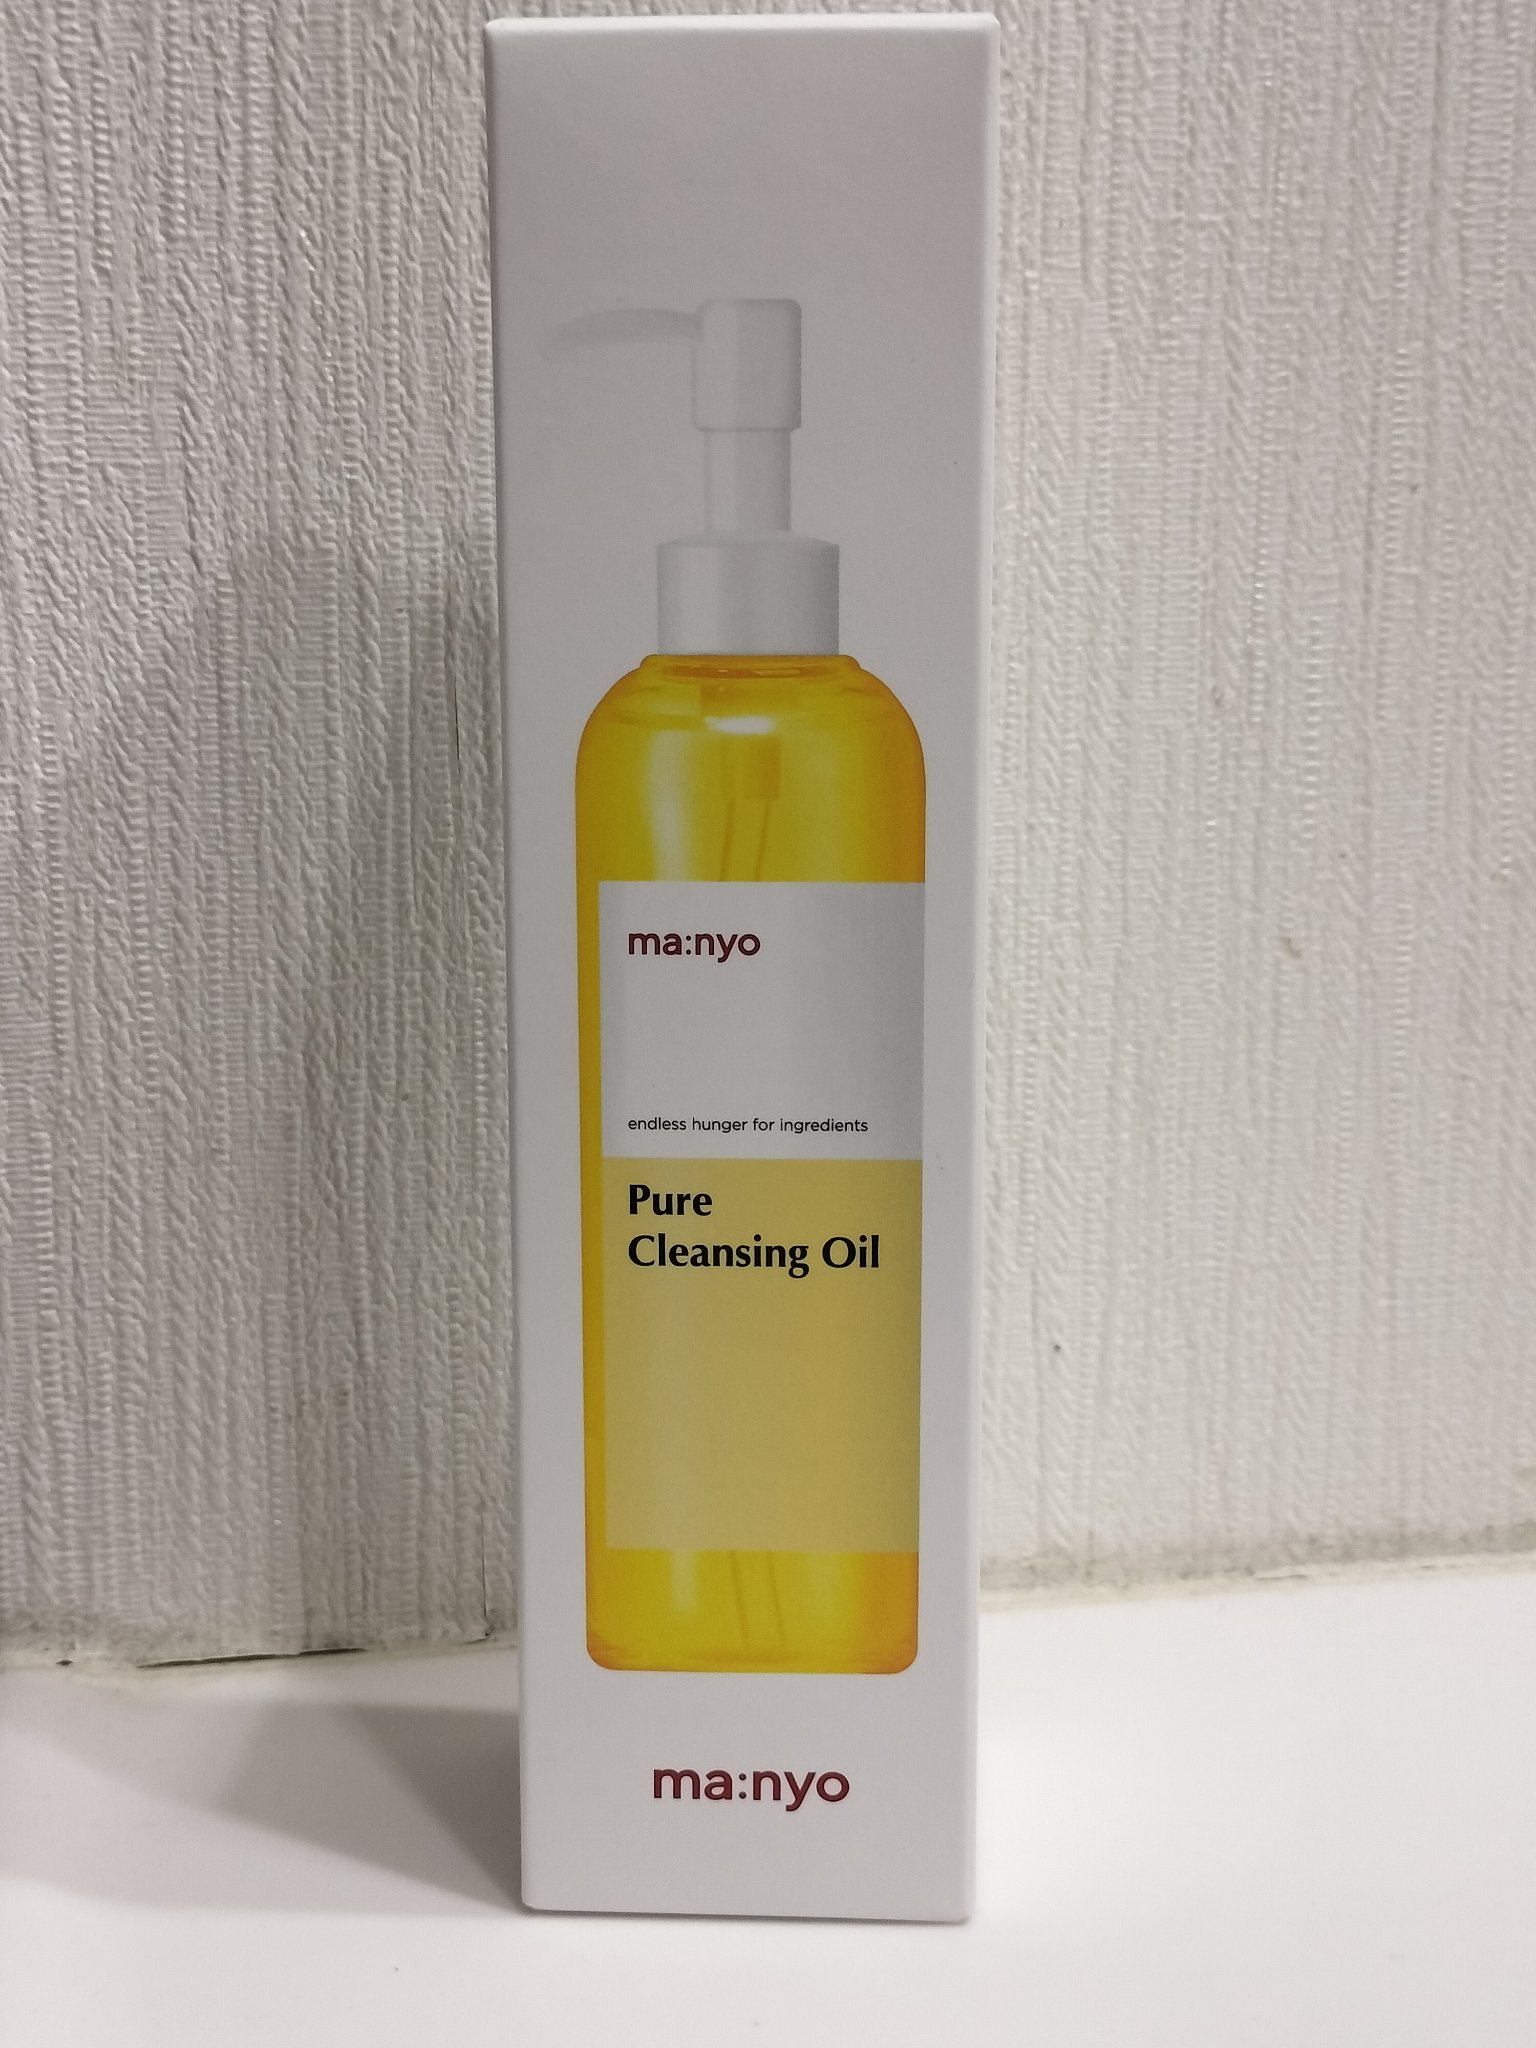 ma:nyo
endless hunger for ingredients
Pure
Cleansing Oil
ma:nyo